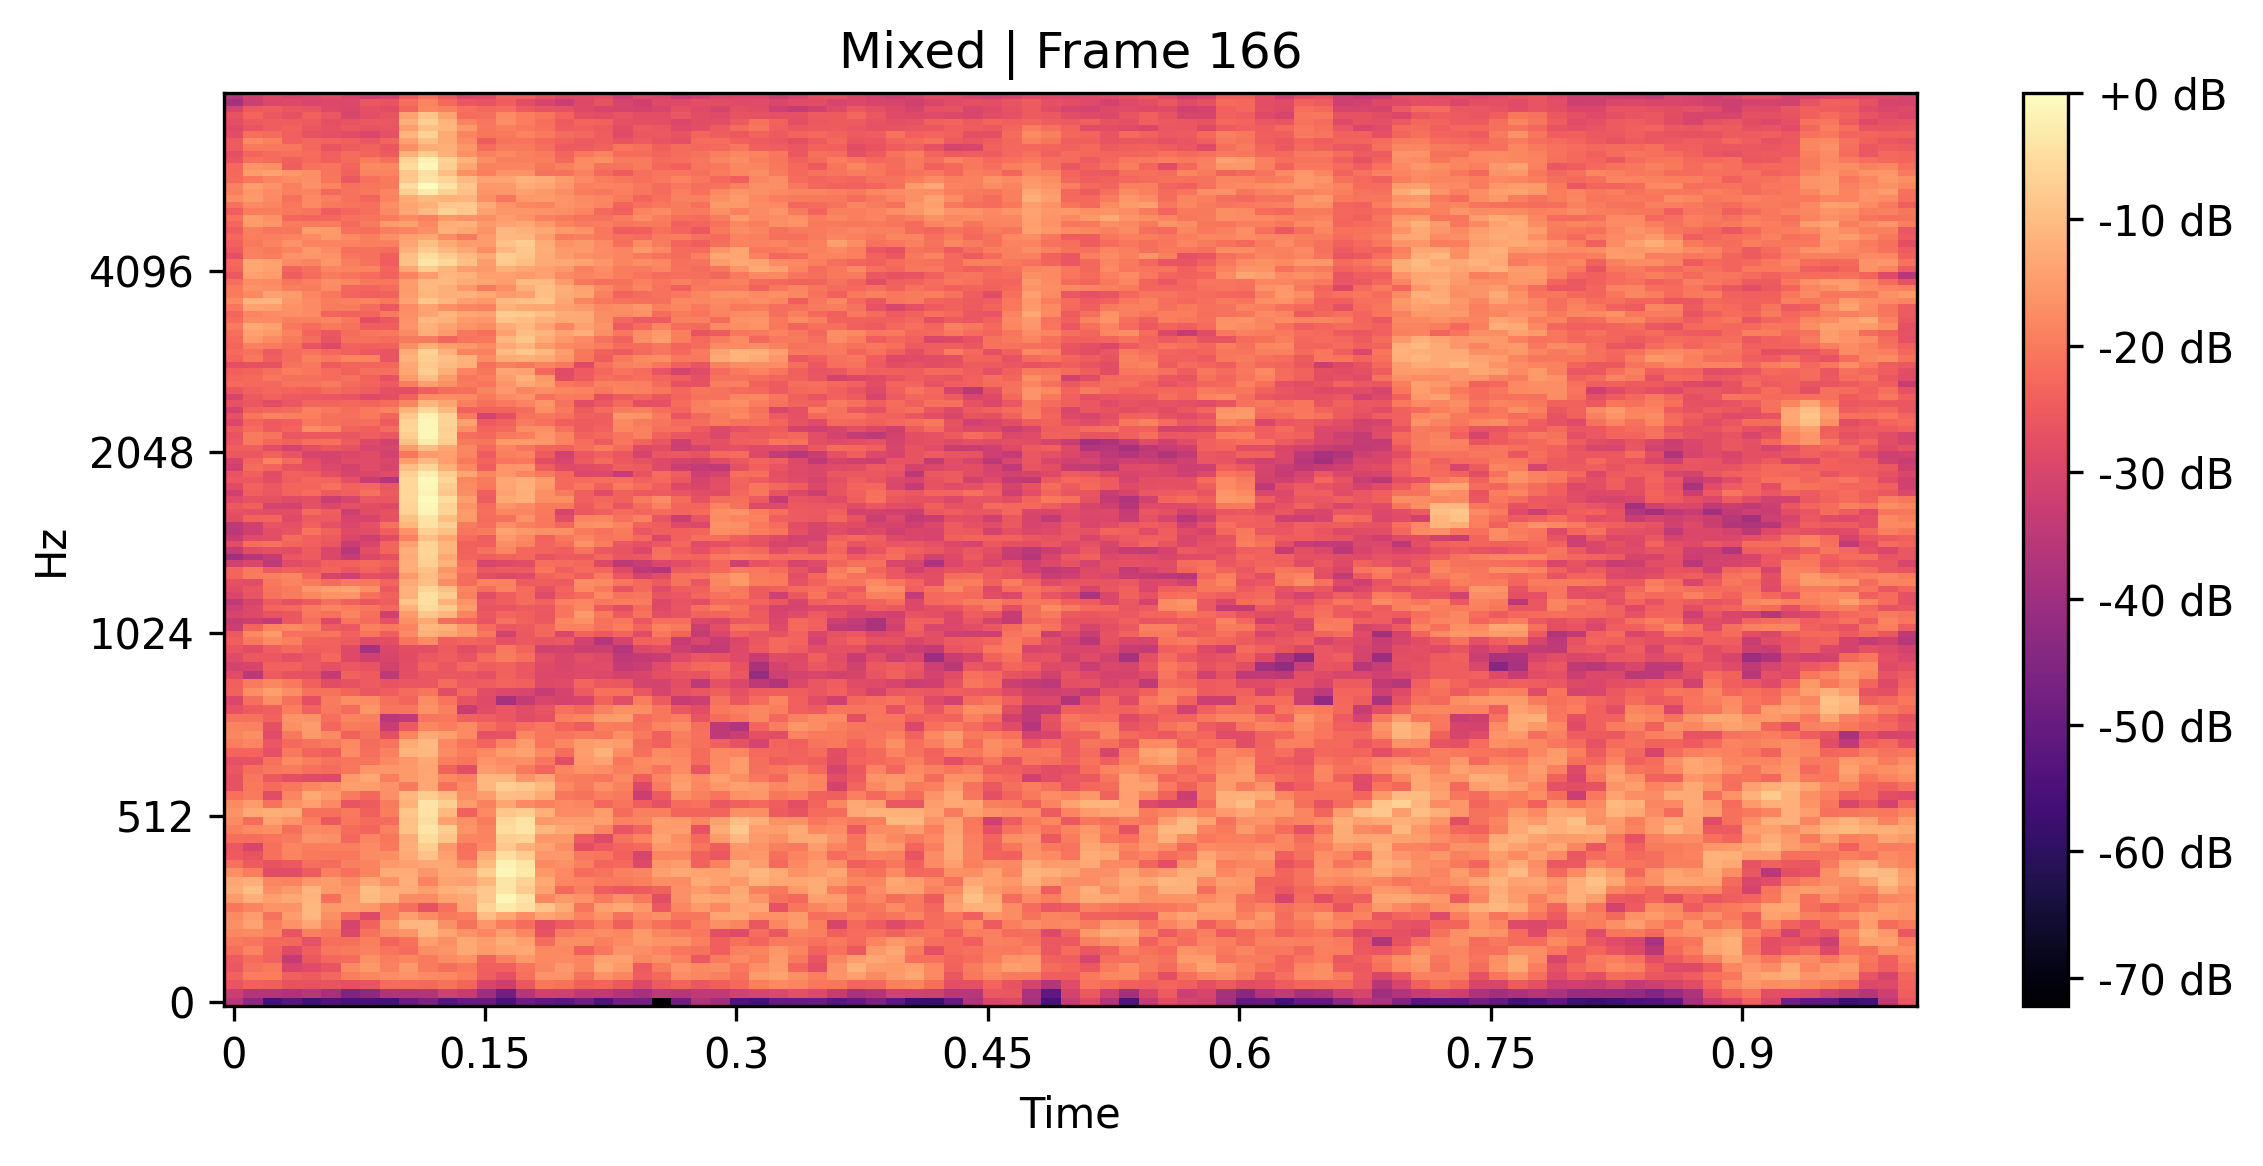 Mixed | Frame 166
Hz
4096
2048
1024
512
0
0 0.15 0.3 0.45 0.6 0.75 0.9
Time
+0 dB
-10 dB
-20 dB
-30 dB
-40 dB
-50 dB
-60 dB
-70 dB